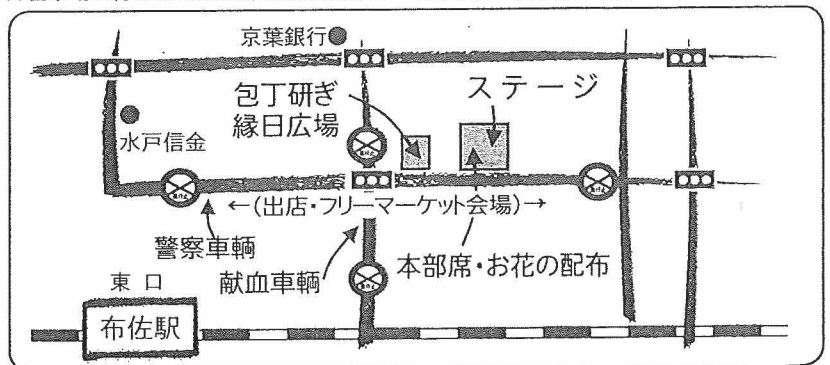 京葉銀行
包丁研ぎ
縁日広場
ステージ
水戸信金
←(出店・フリーマーケット会場)→
警察車輌
献血車輌
本部席・お花の配布
東口
布佐駅